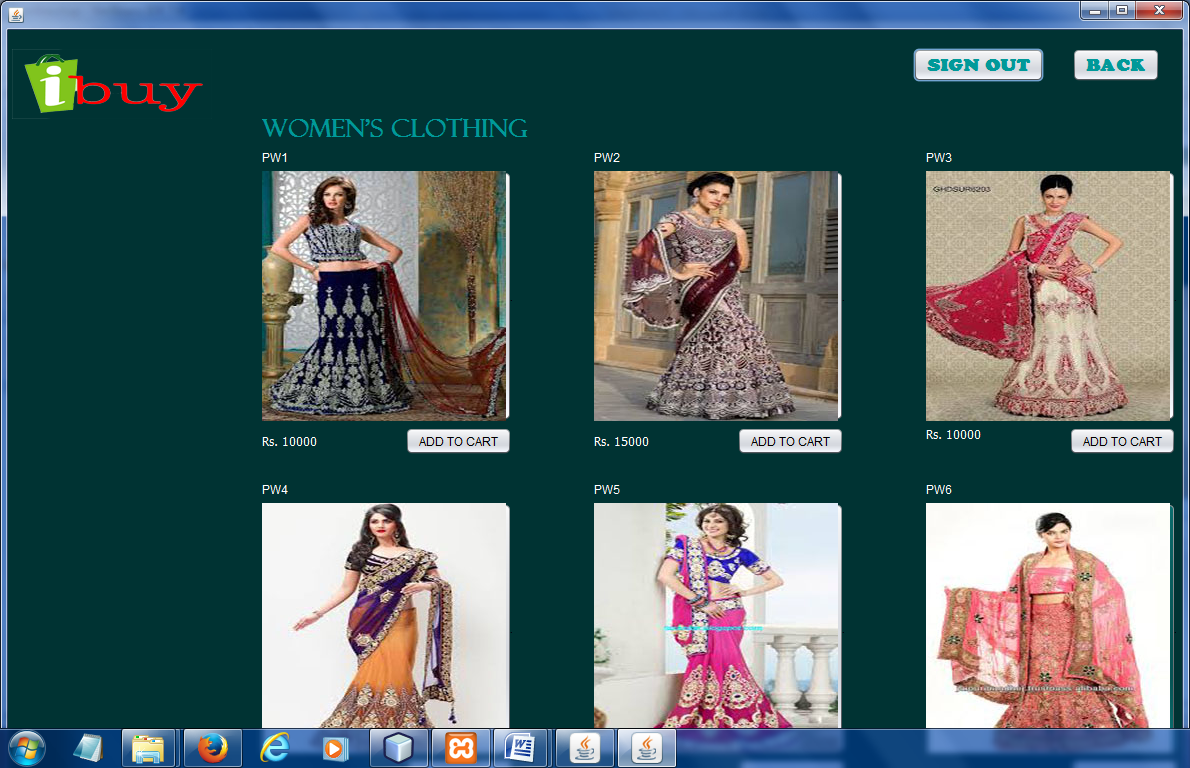 ibuy
SIGN OUT
BACK
WOMEN'S CLOTHING
PW1
PW2
PW3
GHDSUR6203
Rs. 10000
ADD TO CART
Rs. 15000
ADD TO CART
Rs. 10000
ADD TO CART
PW4
PW5
PW6